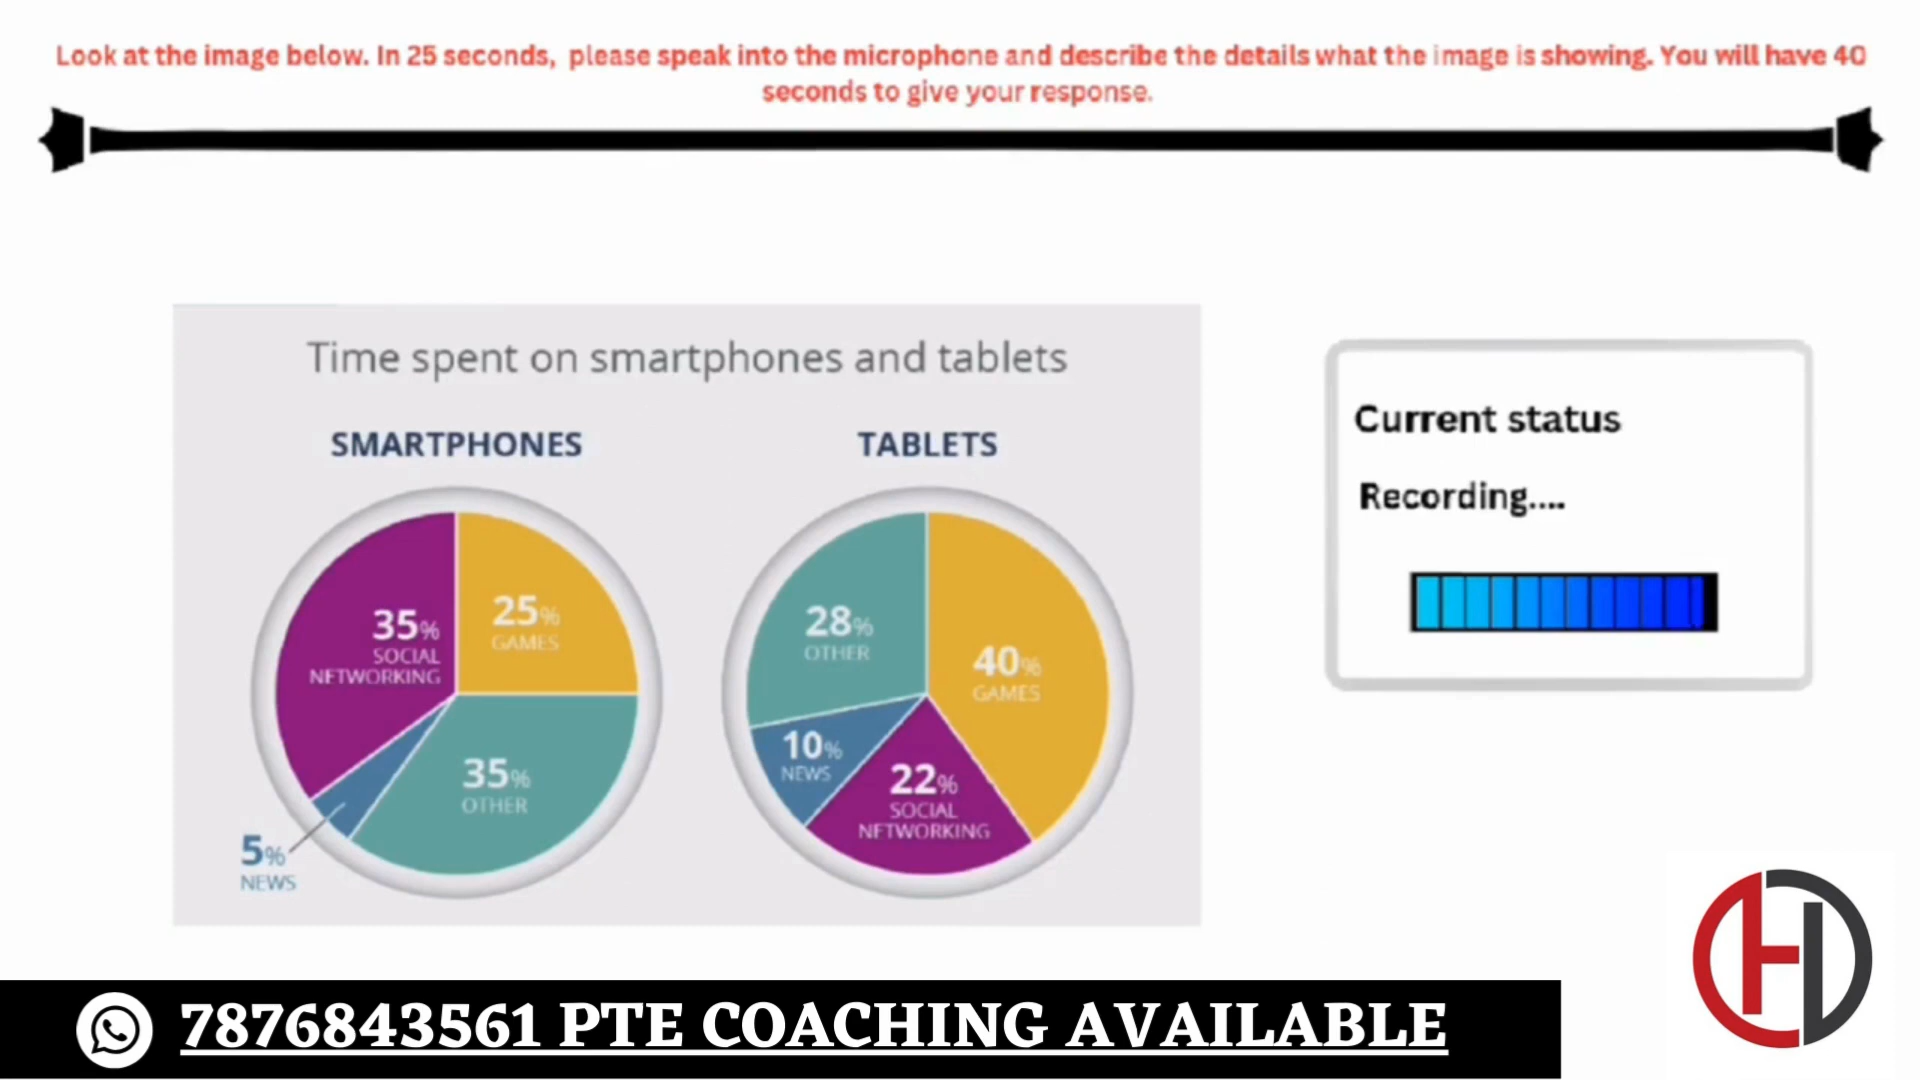 Look at the image below. In 25 seconds, please speak into the microphone and describe the details what the image is showing. You will have 40
seconds to give your response.
Time spent on smartphones and tablets
SMARTPHONES
35%
SOCIAL
NETWORKING
25%
GAMES
35%
OTHER
5%
NEWS
TABLETS
28%
OTHER
40%
GAMES
10%
NEWS
22%
SOCIAL
NETWORKING
Current status
Recording....
7876843561 PTE COACHING AVAILABLE